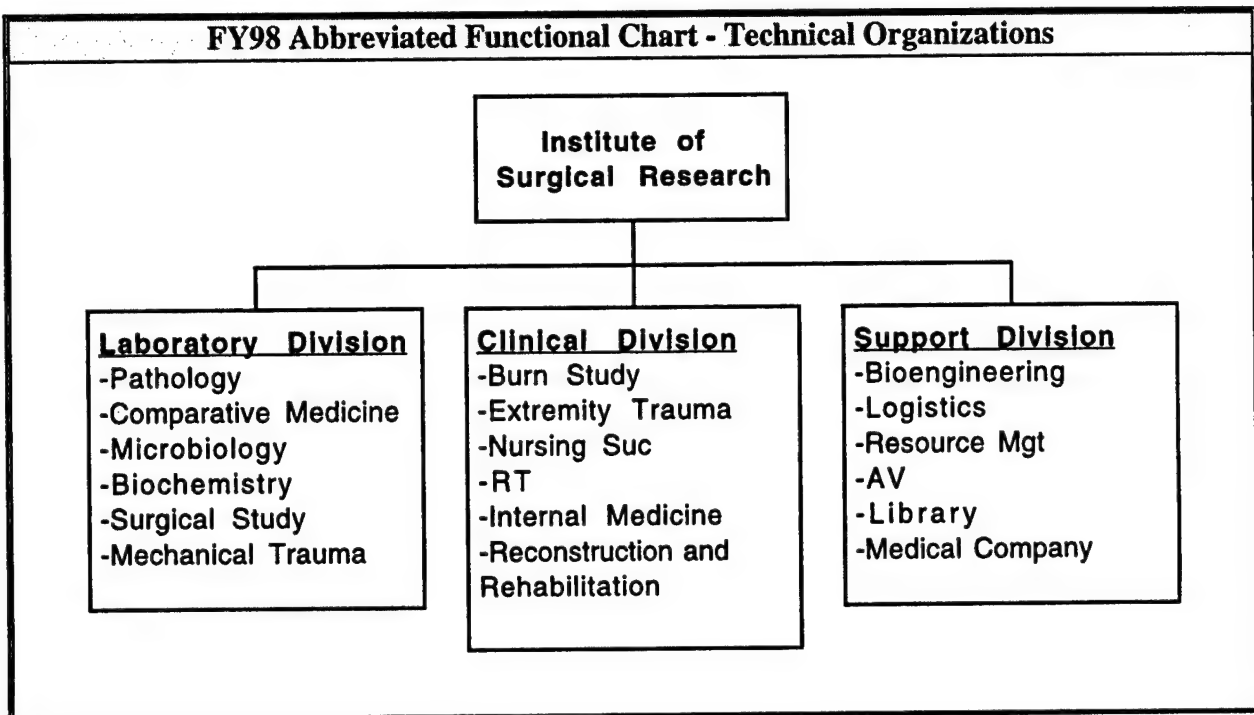 FY98 Abbreviated Functional Chart - Technical Organizations
Institute of
Surgical Research
Laboratory Division
-Pathology
-Comparative Medicine
-Microbiology
-Biochemistry
-Surgical Study
-Mechanical Trauma
Clinical Division
-Burn Study
-Extremity Trauma
-Nursing Suc
-RT
-Internal Medicine
-Reconstruction and
Rehabilitation
Support Division
-Bioengineering
-Logistics
-Resource Mgt
-AV
-Library
-Medical Company